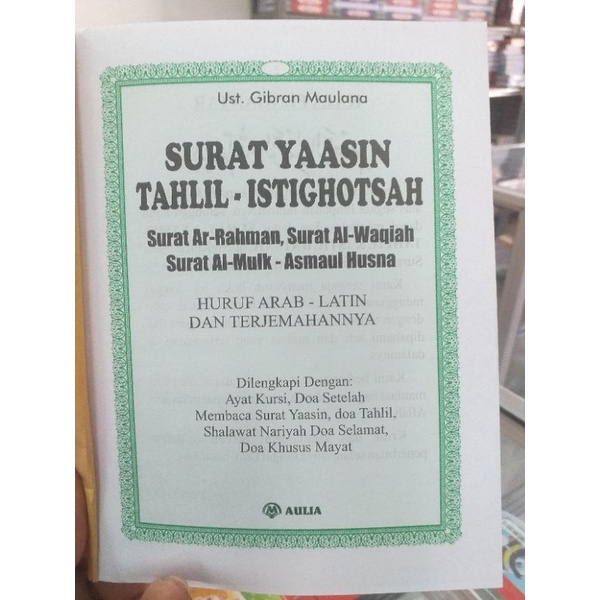 Ust. Gibran Maulana
SURAT YAASIN
TAHLIL - ISTIGHOTSAH
Surat Ar-Rahman, Surat Al-Waqiah
Surat Al-Mulk - Asmaul Husna
HURUF ARAB - LATIN
DAN TERJEMAHANNYA
Dilengkapi Dengan:
Ayat Kursi, Doa Setelah
Membaca Surat Yaasin, doa Tahlil,
Shalawat Nariyah Doa Selamat,
Doa Khusus Mayat
AULIA